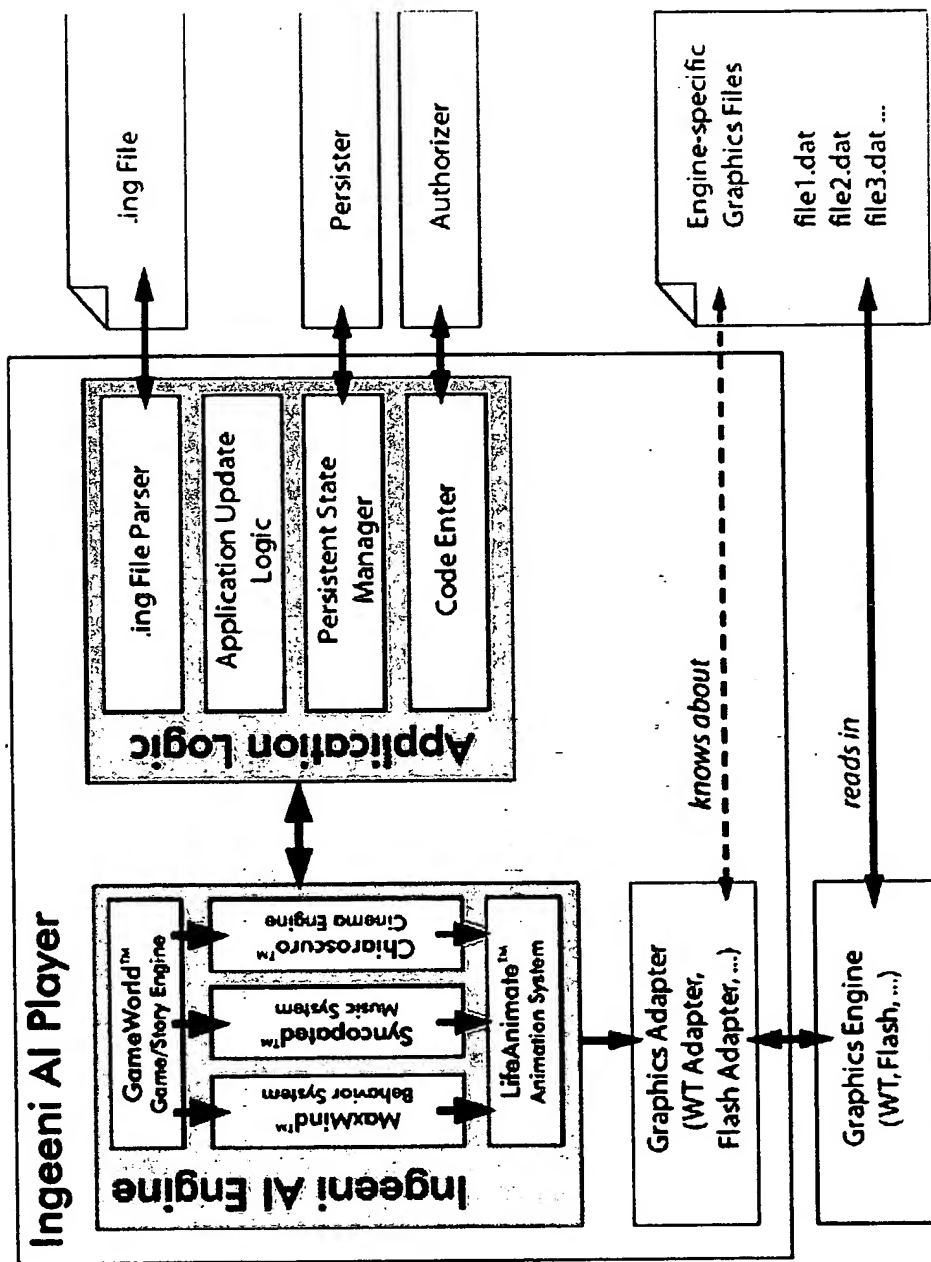 Ingeeni AI Player
Ingeeni AI Engine
GameWorld™
Game/Story Engine
MaxMind™
Behavior System
Syncopated™
Music System
Chiaroscuro™
Cinema Engine
LifeAnimate™
Animation System
Application Logic
.ing File Parser
Application Update
Logic
Persistent State
Manager
Code Enter
.ing File
Persister
Authorizer
Graphics Adapter
(WT Adapter,
Flash Adapter, ...)
knows about
Engine-specific
Graphics Files
file1.dat
file2.dat
file3.dat ...
Graphics Engine
(WT, Flash, ...)
reads in